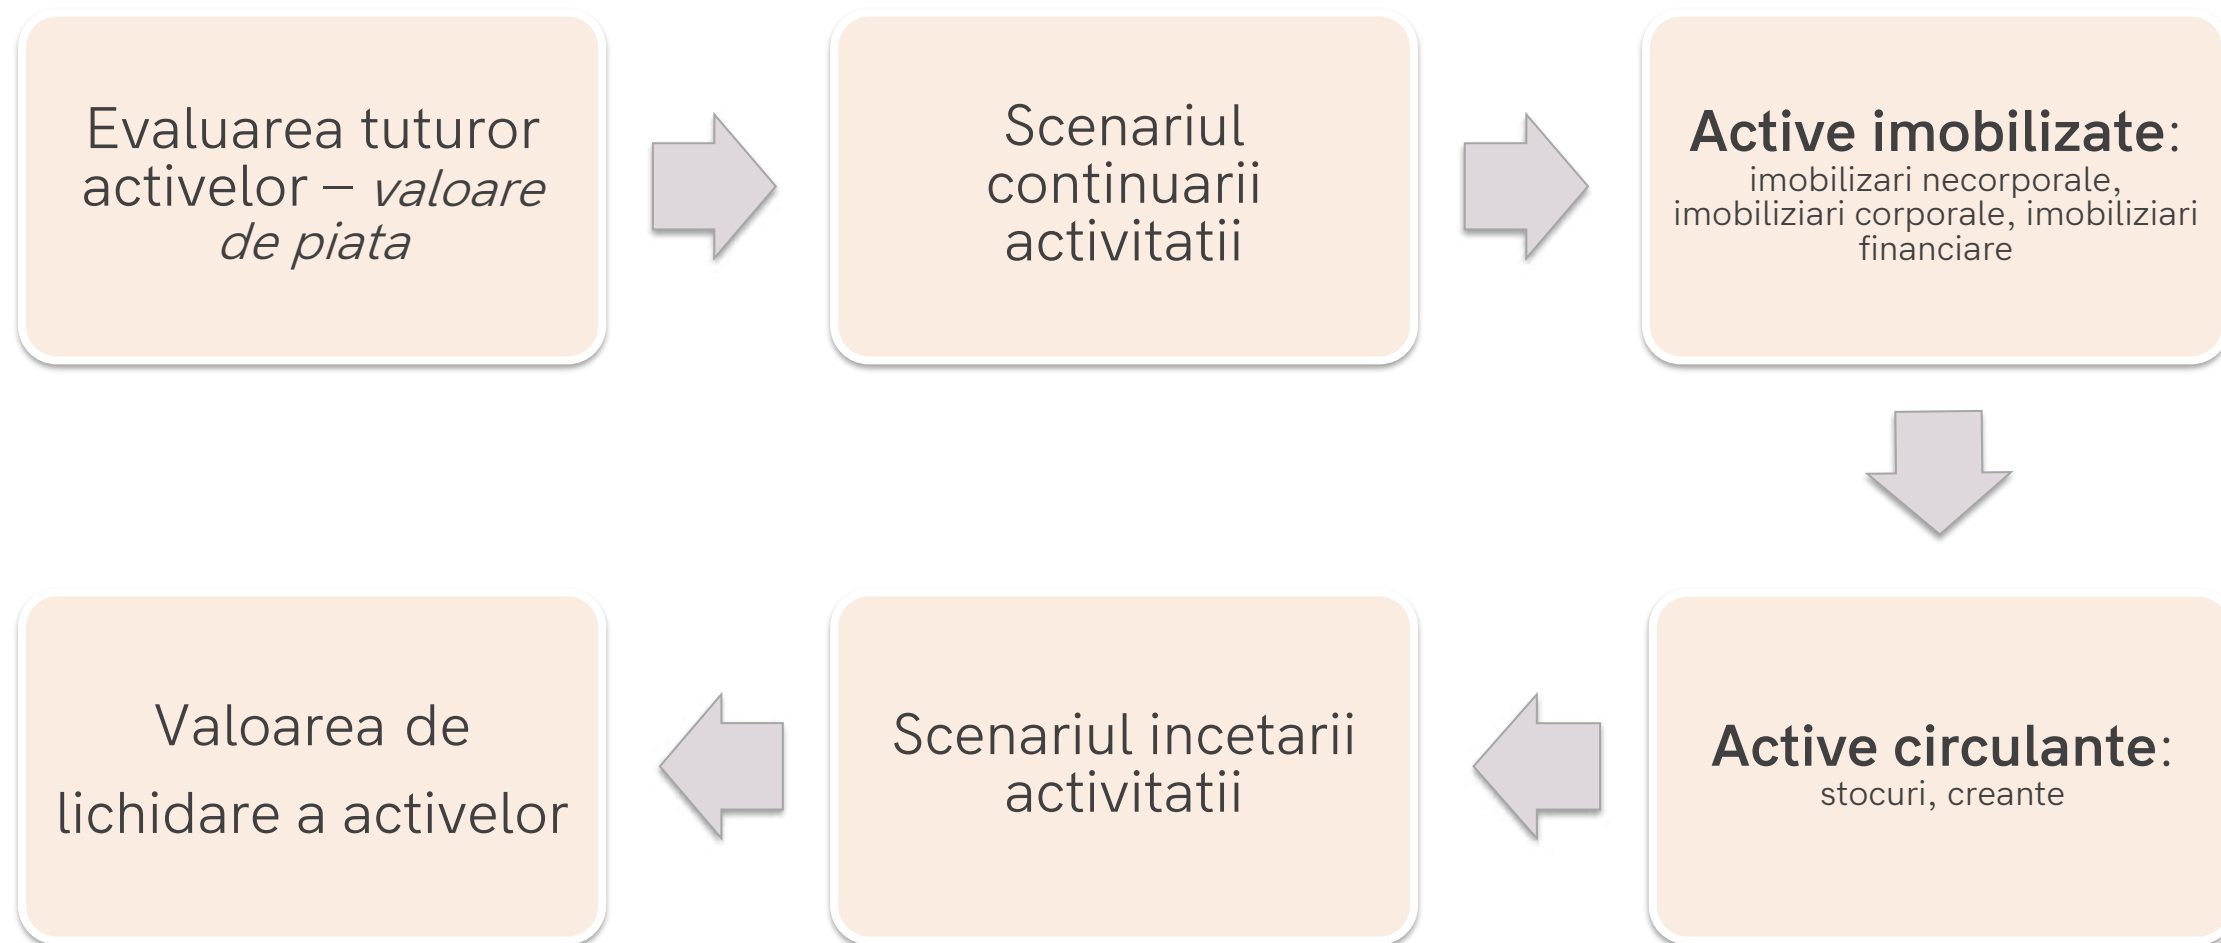 Evaluarea tuturor
activelor – valoare
de piata
Scenariul
continuarii
activitatii
Active imobilizate:
imobilizari necorporale,
imobiliziari corporale, imobiliziari
financiare
Active circulante:
stocuri, creante
Scenariul incetarii
activitatii
Valoarea de
lichidare a activelor